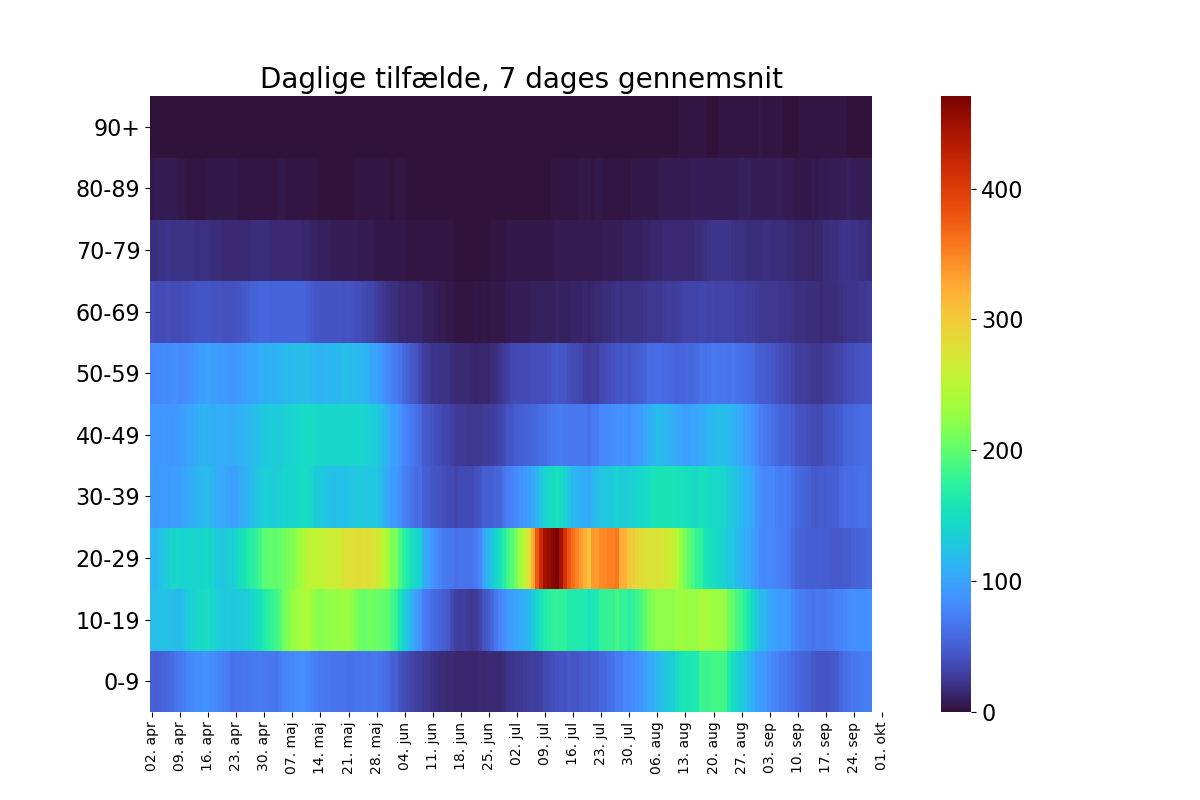 Daglige tilfælde, 7 dages gennemsnit
90+
80-89
70-79
60-69
50-59
40-49
30-39
20-29
10-19
0-9
02. apr
09. apr
16. apr
23. apr
30. apr
07. maj
14. maj
21. maj
28. maj
04. jun
11. jun
18. jun
25. jun
02. jul
09. jul
16. jul
23. jul
30. jul
06. aug
13. aug
20. aug
27. aug
03. sep
10. sep
17. sep
24. sep
01. okt
400
300
200
100
0